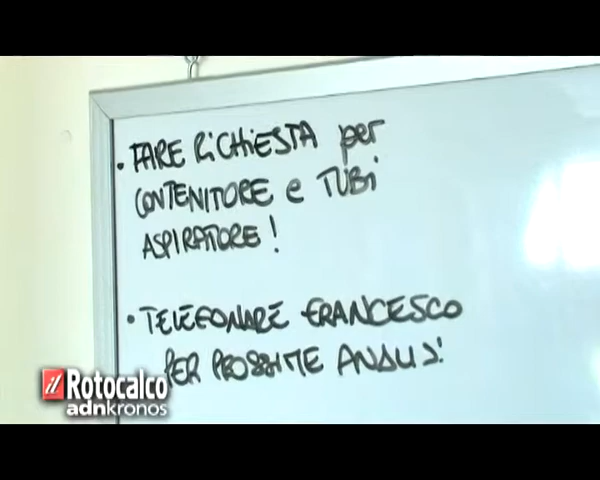 • FARE RiCHiESTA per
CONTENITORE e TUBi
ASPIRATORE!
• TELEFONARE FRANCESCO
PER PROSSIME ANALISi
il Rotocalco
adnkronos